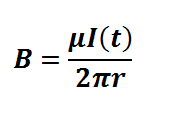 B = μI(t) / 2πr